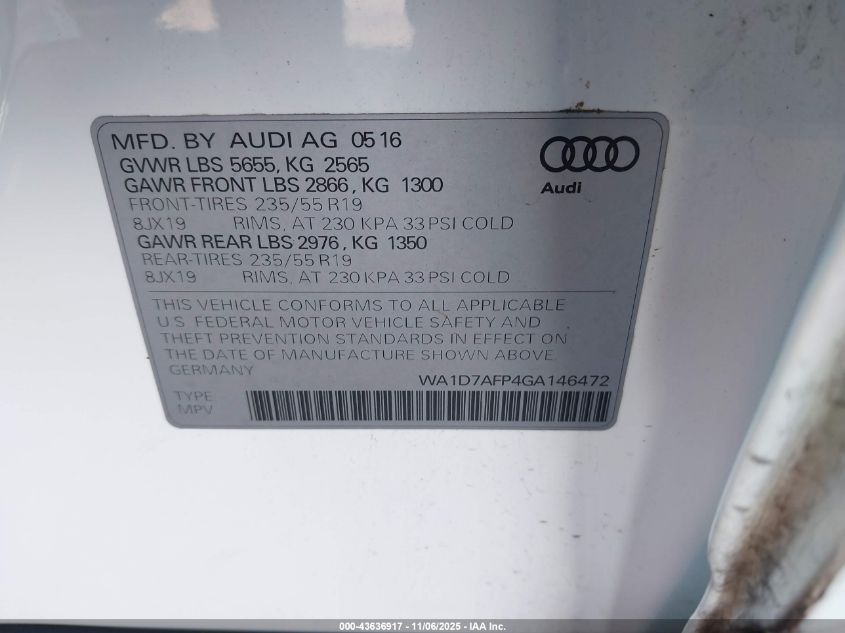 MFD. BY AUDI AG 05 16
GVWR LBS 5655, KG 2565
GAWR FRONT LBS 2866, KG 1300
FRONT-TIRES 235/55 R19
8JX19 RIMS, AT 230 KPA 33 PSI COLD
GAWR REAR LBS 2976, KG 1350
REAR-TIRES 235/55 R19
8JX19 RIMS, AT 230 KPA 33 PSI COLD
Audi
THIS VEHICLE CONFORMS TO ALL APPLICABLE
U.S. FEDERAL MOTOR VEHICLE SAFETY AND
THEFT PREVENTION STANDARDS IN EFFECT ON
THE DATE OF MANUFACTURE SHOWN ABOVE.
GERMANY
WA1D7AFP4GA146472
TYPE
MPV
000-43636917 - 11/06/2025 - IAA Inc.